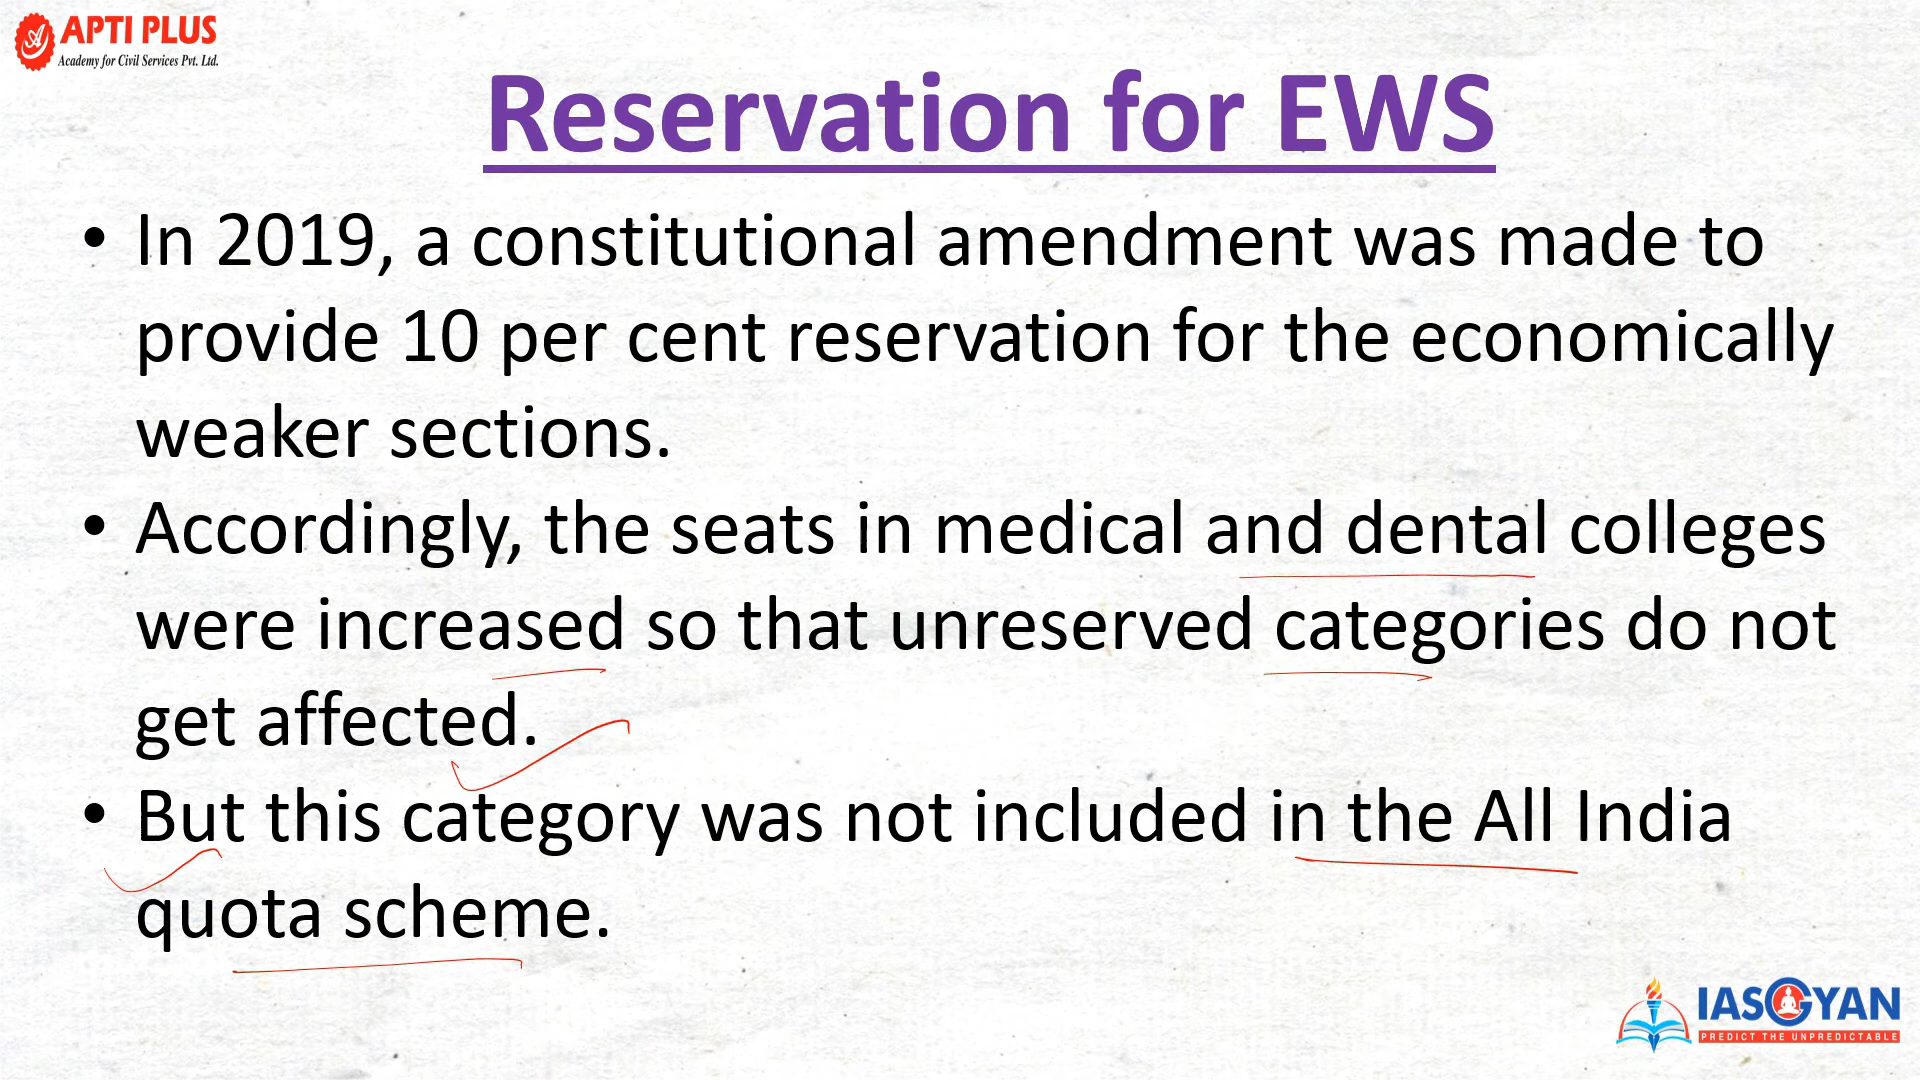 APTI PLUS
Academy for Civil Services Pvt. Ltd.
Reservation for EWS
• In 2019, a constitutional amendment was made to
provide 10 per cent reservation for the economically
weaker sections.
• Accordingly, the seats in medical and dental colleges
were increased so that unreserved categories do not
get affected.
• But this category was not included in the All India
quota scheme.
IASGYAN
PREDICT THE UNPREDICTABLE